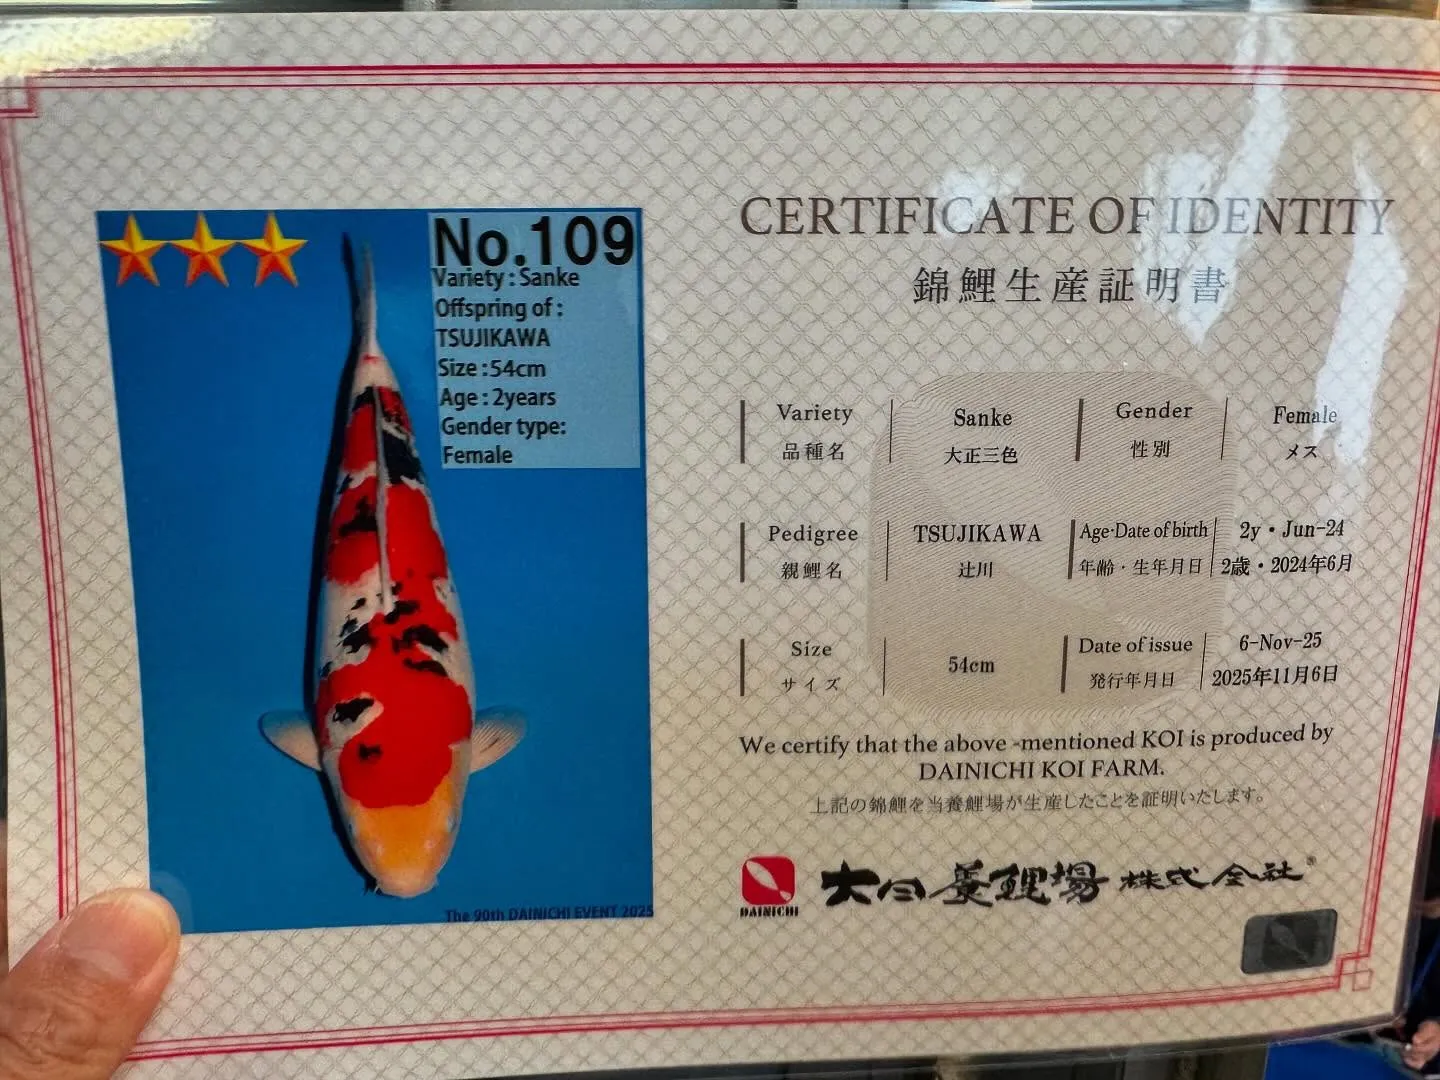 No.109
Variety : Sanke
Offspring of :
TSUJIKAWA
Size : 54cm
Age : 2years
Gender type:
Female
The 90th DAINICHI EVENT 2025
CERTIFICATE OF IDENTITY
錦鯉生産証明書
Variety Sanke Gender Female
品種名 大正三色 性別 メス
Pedigree TSUJIKAWA Age·Date of birth 2y・Jun-24
親鯉名 辻川 年齢・生年月日 2歳・2024年6月
Size 54cm Date of issue 6-Nov-25
サイズ 発行年月日 2025年11月6日
We certify that the above -mentioned KOI is produced by
DAINICHI KOI FARM.
上記の錦鯉を当養鯉場が生産したことを証明いたします。
DAINICHI
大日養鯉場 株式会社